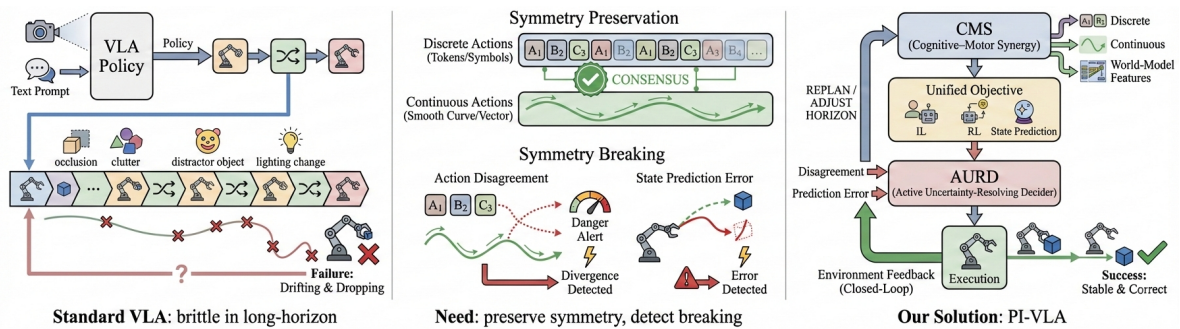 VLA
Policy
Policy
Text Prompt
occlusion
clutter
distractor object
lighting change
?
Failure:
Drifting & Dropping
Standard VLA: brittle in long-horizon
Symmetry Preservation
Discrete Actions
(Tokens/Symbols)
A1 B2 C3 A1 B2 A1 B2 C3 A3 B4 ...
CONSENSUS
Continuous Actions
(Smooth Curve/Vector)
Symmetry Breaking
Action Disagreement
A1 B2 C3
Danger
Alert
Divergence
Detected
State Prediction Error
Error
Detected
Need: preserve symmetry, detect breaking
CMS
(Cognitive–Motor Synergy)
A1 R1 Discrete
Continuous
World-Model
Features
REPLAN /
ADJUST
HORIZON
Unified Objective
IL
RL
State Prediction
Disagreement
Prediction Error
AURD
(Active Uncertainty-Resolving Decider)
Environment Feedback
(Closed-Loop)
Execution
Success:
Stable & Correct
Our Solution: PI-VLA